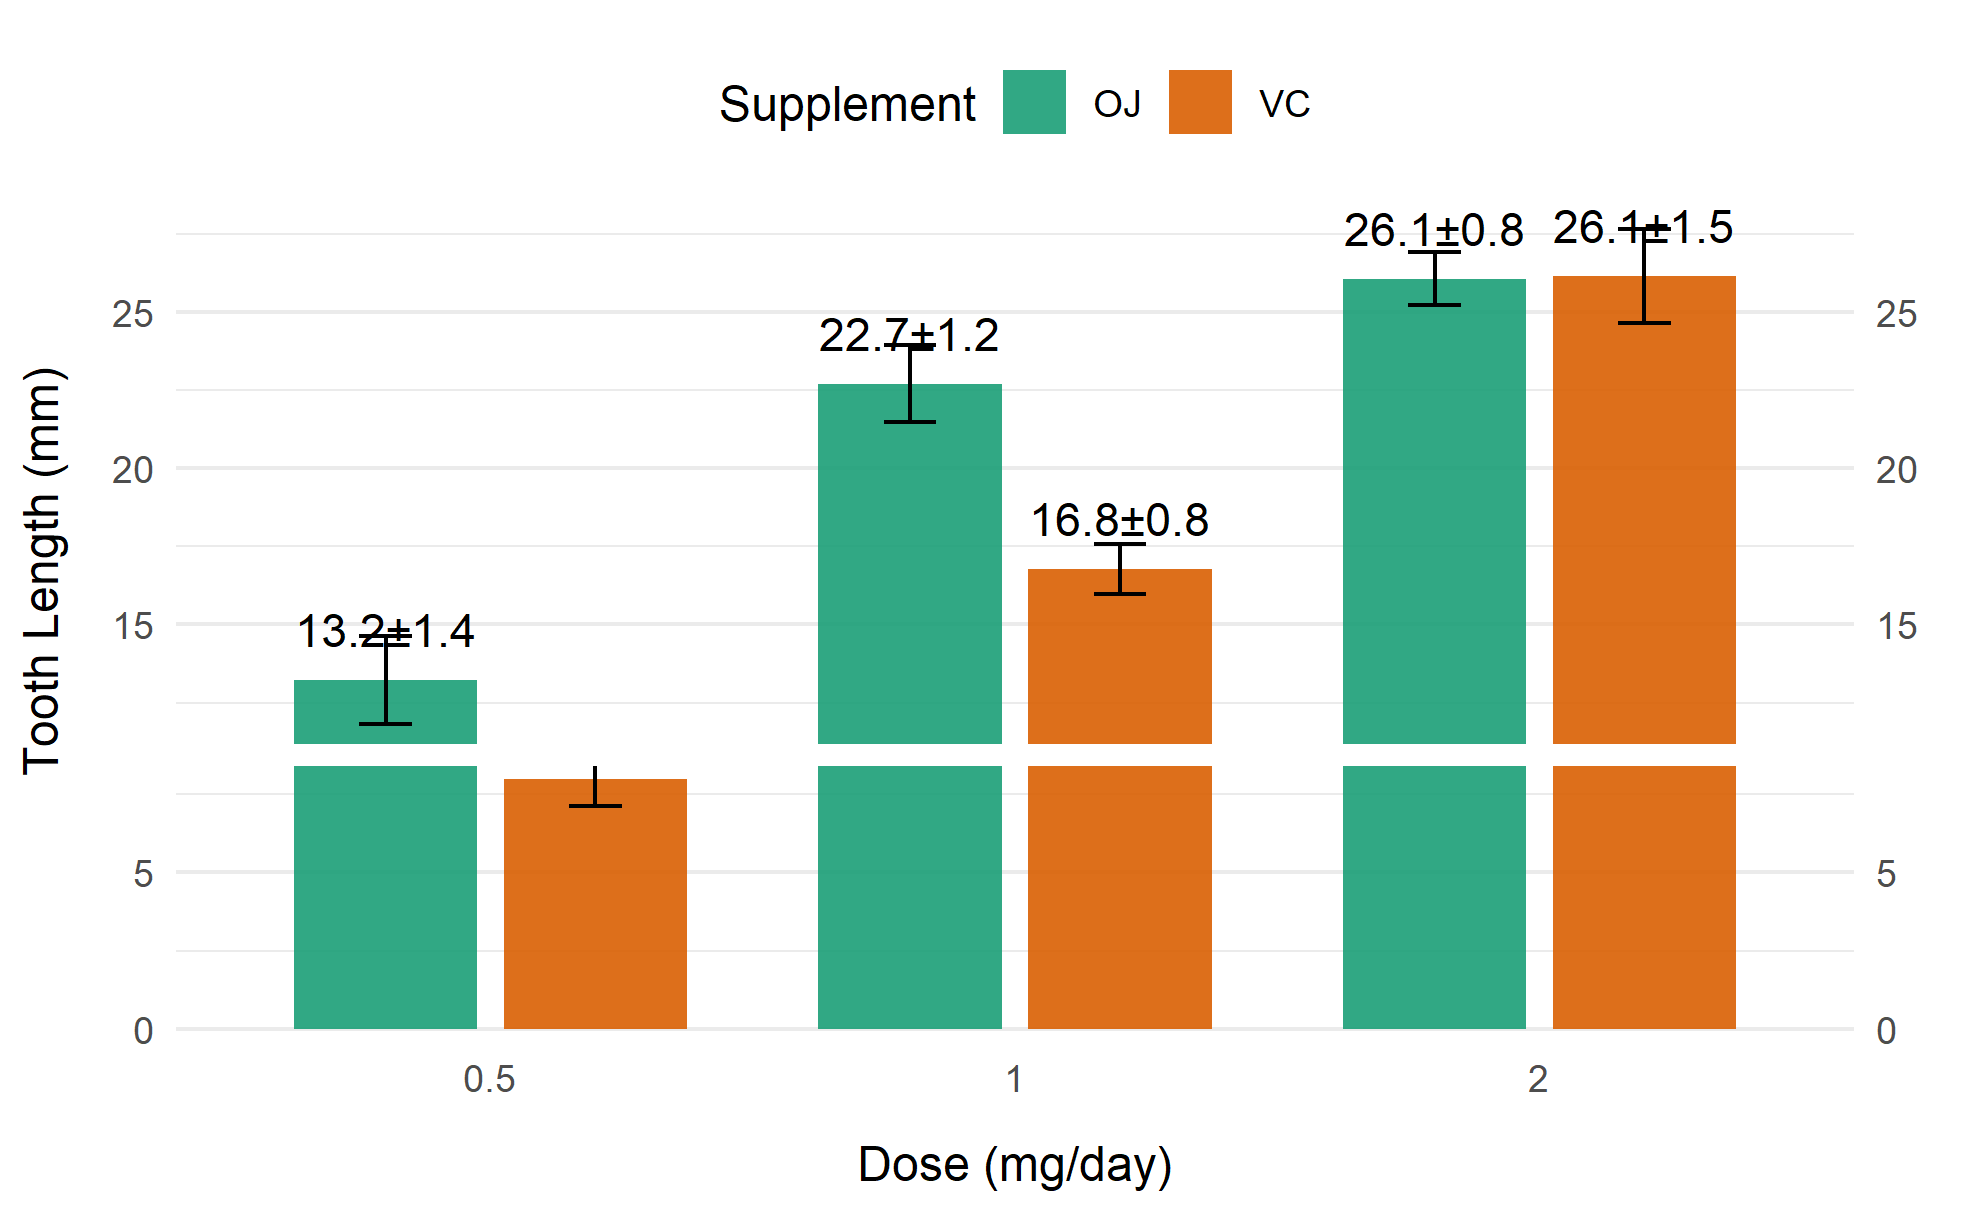 Supplement OJ VC
26.1±0.8 26.1±1.5
25 25
22.7±1.2
20 20
16.8±0.8
15 15
13.2±1.4
Tooth Length (mm)
5 5
0 0
0.5 1 2
Dose (mg/day)